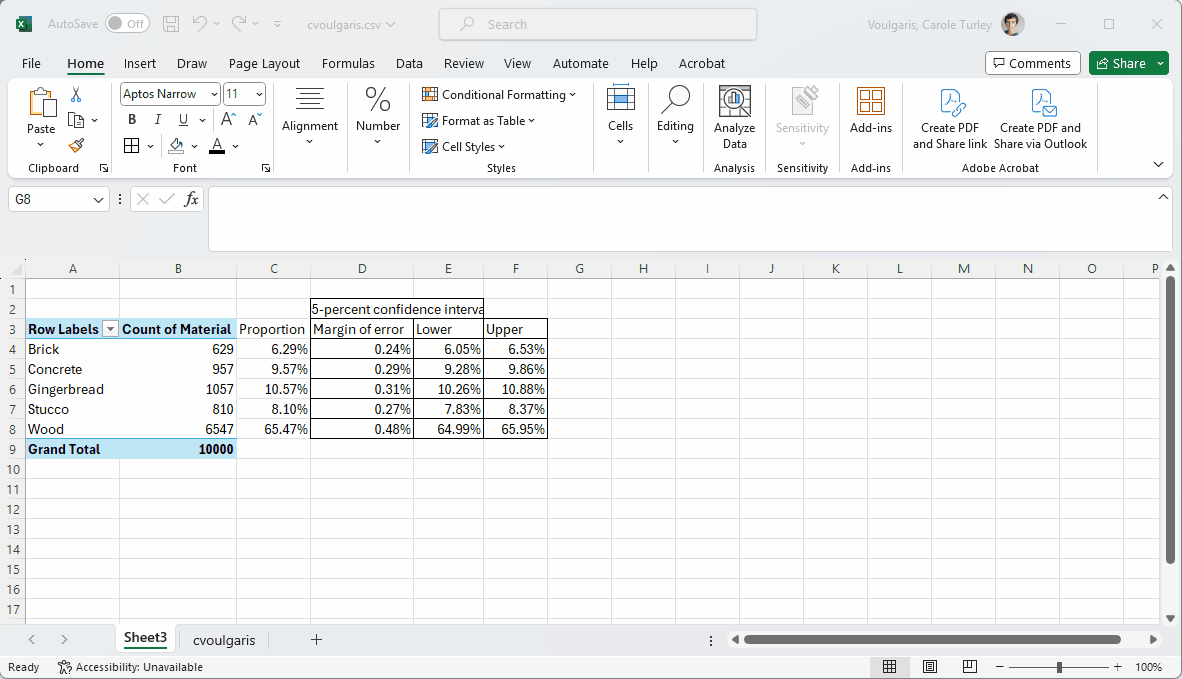 AutoSave Off cvoulgaris.csv Search Voulgaris, Carole Turley
File Home Insert Draw Page Layout Formulas Data Review View Automate Help Acrobat Comments Share
Paste
Clipboard
Aptos Narrow 11
B I U A A
A
Font
Alignment
% Number
Conditional Formatting
Format as Table
Cell Styles
Styles
Cells
Editing
Analyze
Data
Analysis
Sensitivity
Sensitivity
Add-ins
Add-ins
Create PDF
and Share link
Create PDF and
Share via Outlook
Adobe Acrobat
G8 fx
A B C D E F G H I J K L M N O P
1
2 5-percent confidence interva
3 Row Labels Count of Material Proportion Margin of error Lower Upper
4 Brick 629 6.29% 0.24% 6.05% 6.53%
5 Concrete 957 9.57% 0.29% 9.28% 9.86%
6 Gingerbread 1057 10.57% 0.31% 10.26% 10.88%
7 Stucco 810 8.10% 0.27% 7.83% 8.37%
8 Wood 6547 65.47% 0.48% 64.99% 65.95%
9 Grand Total 10000
10
11
12
13
14
15
16
17
Sheet3 cvoulgaris +
Ready Accessibility: Unavailable 100%